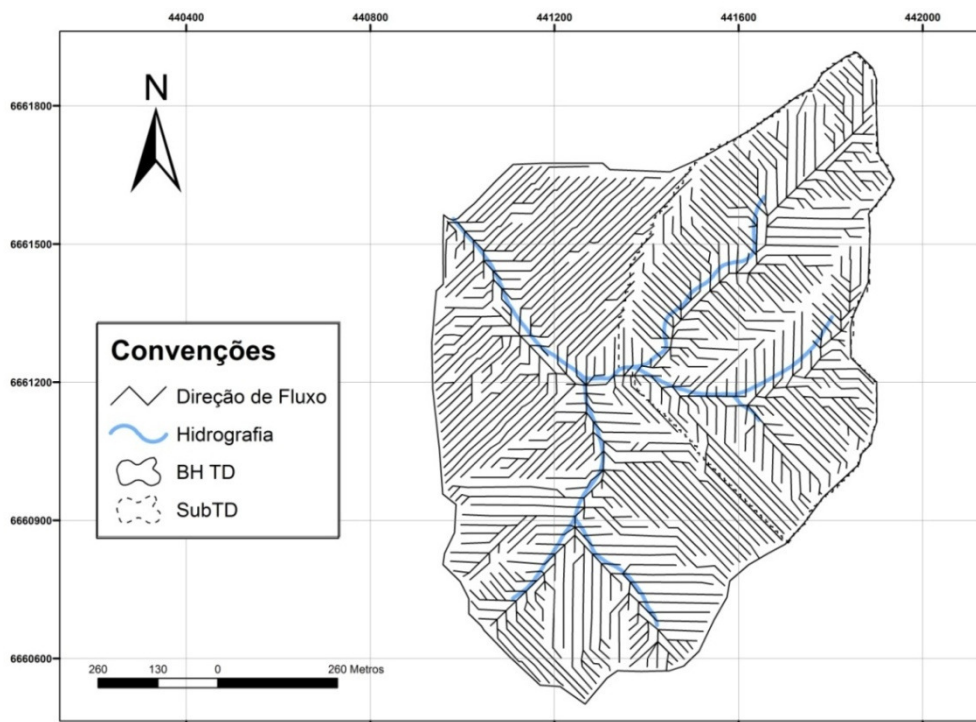 440400 440800 441200 441600 442000
6661800
N
6661500
6661200
Convenções
Direção de Fluxo
Hidrografia
BH TD
SubTD
6660900
6660600
260 130 0 260 Metros